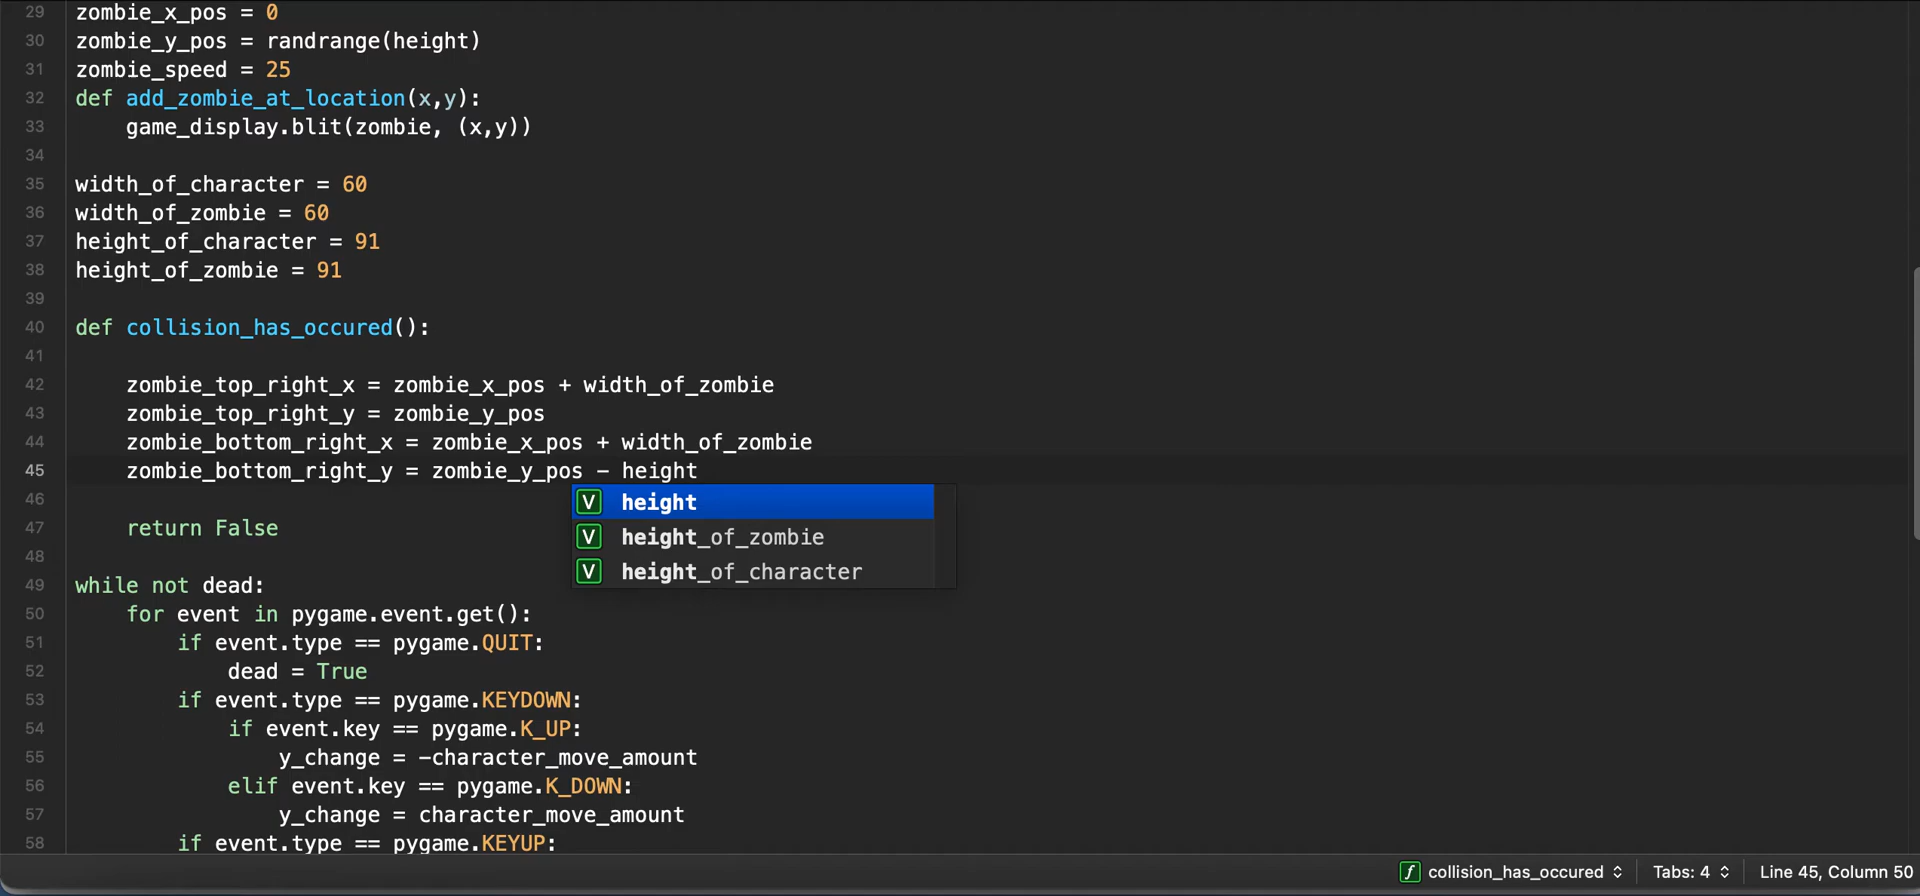 29 zombie_x_pos = 0
30 zombie_y_pos = randrange(height)
31 zombie_speed = 25
32 def add_zombie_at_location(x,y):
33     game_display.blit(zombie, (x,y))
34
35 width_of_character = 60
36 width_of_zombie = 60
37 height_of_character = 91
38 height_of_zombie = 91
39
40 def collision_has_occured():
41
42     zombie_top_right_x = zombie_x_pos + width_of_zombie
43     zombie_top_right_y = zombie_y_pos
44     zombie_bottom_right_x = zombie_x_pos + width_of_zombie
45     zombie_bottom_right_y = zombie_y_pos - height
46 V height
V height_of_zombie
V height_of_character
47     return False
48
49 while not dead:
50     for event in pygame.event.get():
51         if event.type == pygame.QUIT:
52             dead = True
53         if event.type == pygame.KEYDOWN:
54             if event.key == pygame.K_UP:
55                 y_change = -character_move_amount
56             elif event.key == pygame.K_DOWN:
57                 y_change = character_move_amount
58         if event.type == pygame.KEYUP:
f collision_has_occured Tabs: 4 Line 45, Column 50